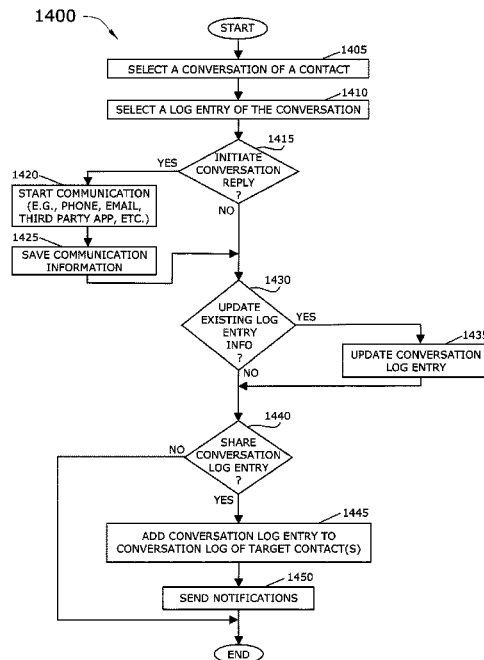 1400
START
1405
SELECT A CONVERSATION OF A CONTACT
1410
SELECT A LOG ENTRY OF THE CONVERSATION
1415
INITIATE
CONVERSATION
REPLY
?
YES
NO
1420
START COMMUNICATION
(E.G., PHONE, EMAIL,
THIRD PARTY APP, ETC.)
1425
SAVE COMMUNICATION
INFORMATION
1430
UPDATE
EXISTING LOG
ENTRY
INFO
?
YES
NO
1435
UPDATE CONVERSATION
LOG ENTRY
1440
SHARE
CONVERSATION
LOG ENTRY
?
NO
YES
1445
ADD CONVERSATION LOG ENTRY TO
CONVERSATION LOG OF TARGET CONTACT(S)
1450
SEND NOTIFICATIONS
END